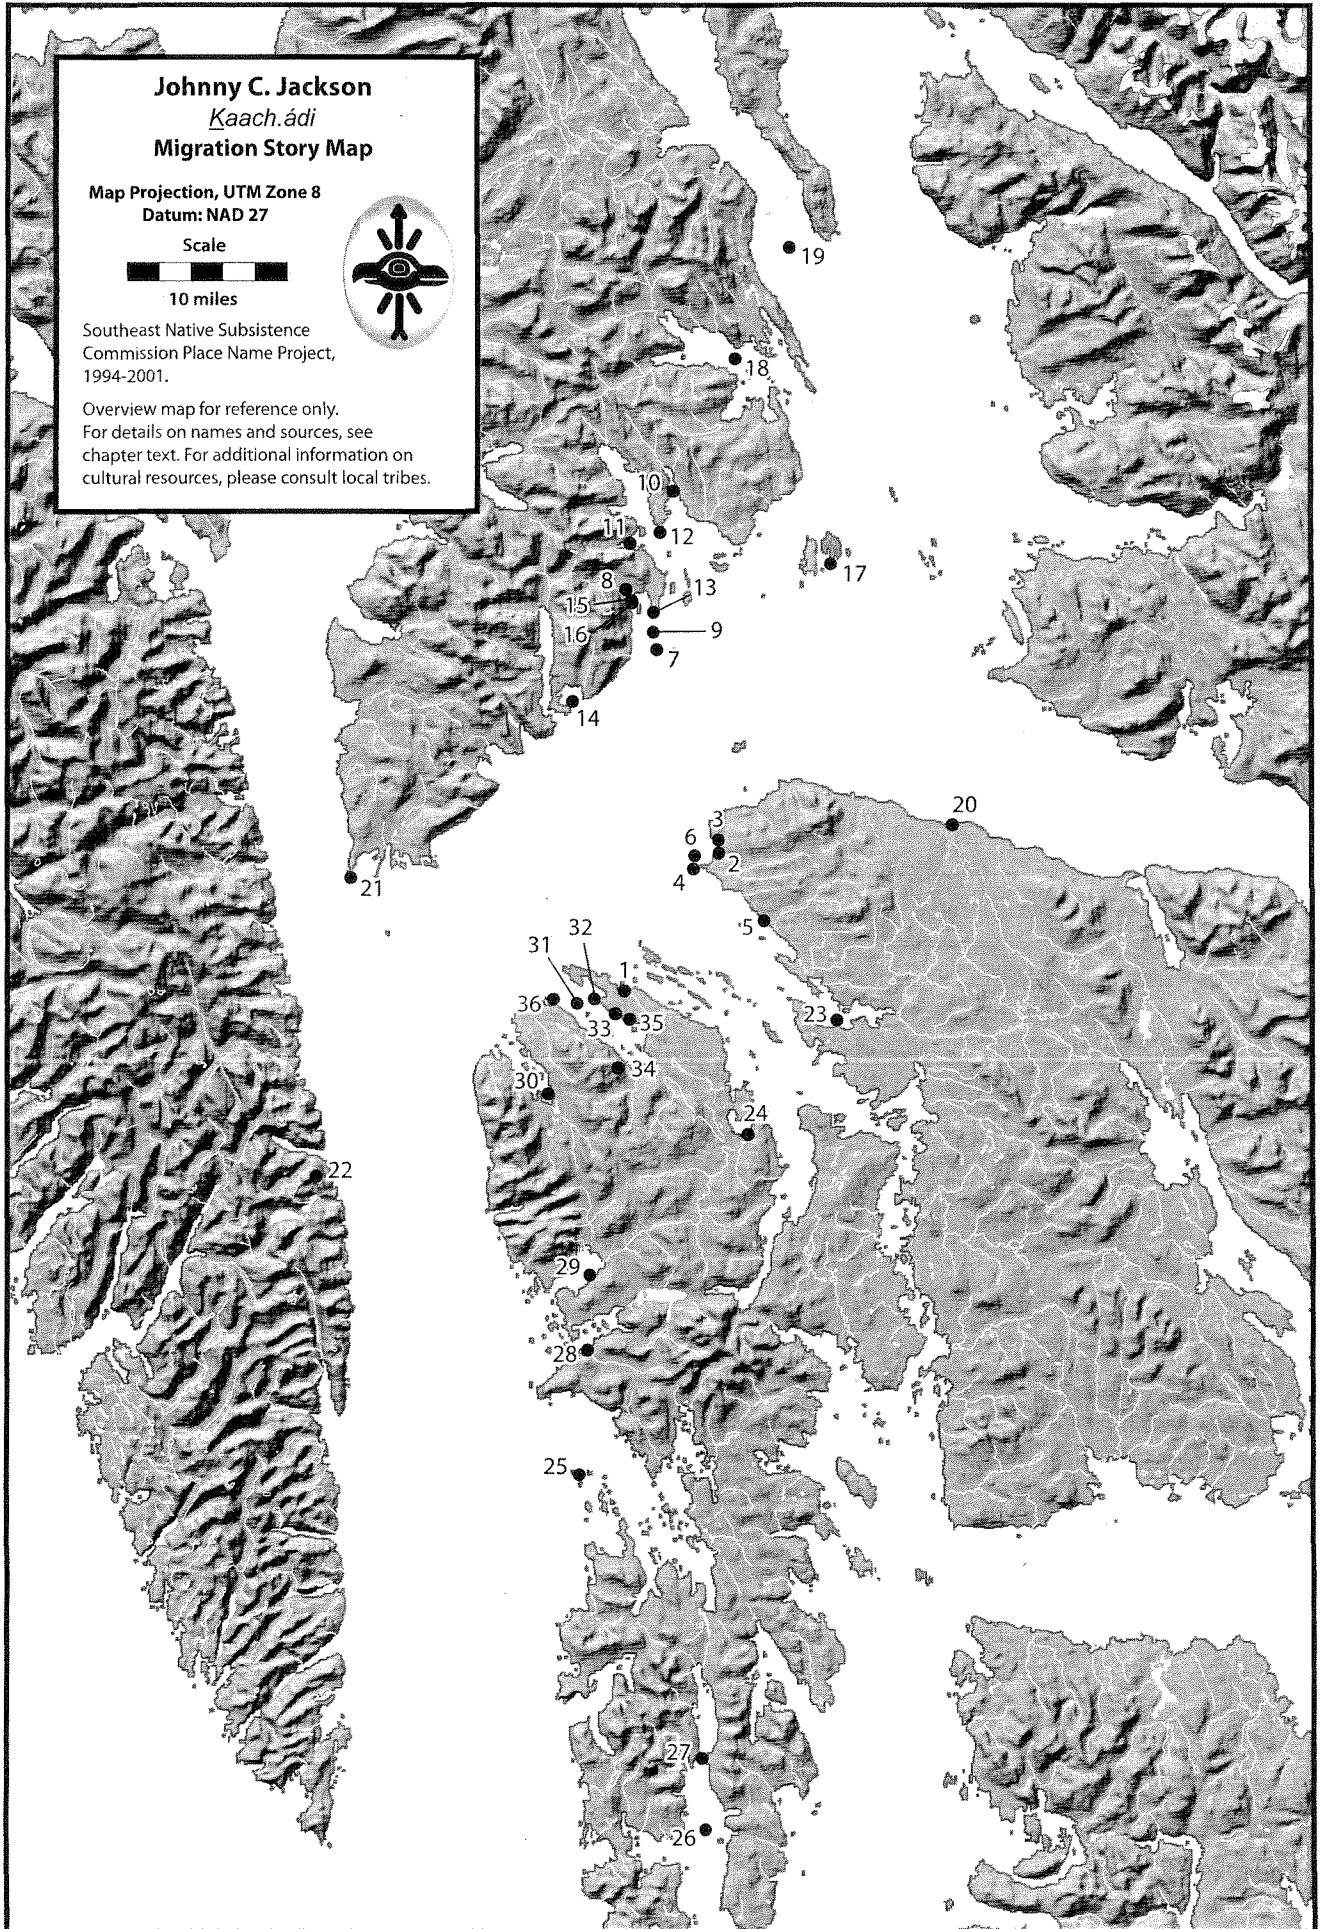 Johnny C. Jackson
Kaach.ádi
Migration Story Map
Map Projection, UTM Zone 8
Datum: NAD 27
Scale
10 miles
Southeast Native Subsistence
Commission Place Name Project,
1994-2001.
Overview map for reference only.
For details on names and sources, see
chapter text. For additional information on
cultural resources, please consult local tribes.
19
18
10
12
11
17
8
13
15
16
9
7
14
20
3
6
2
4
21
5
32
31
1
36
23
33
35
34
30
24
22
29
28
25
27
26